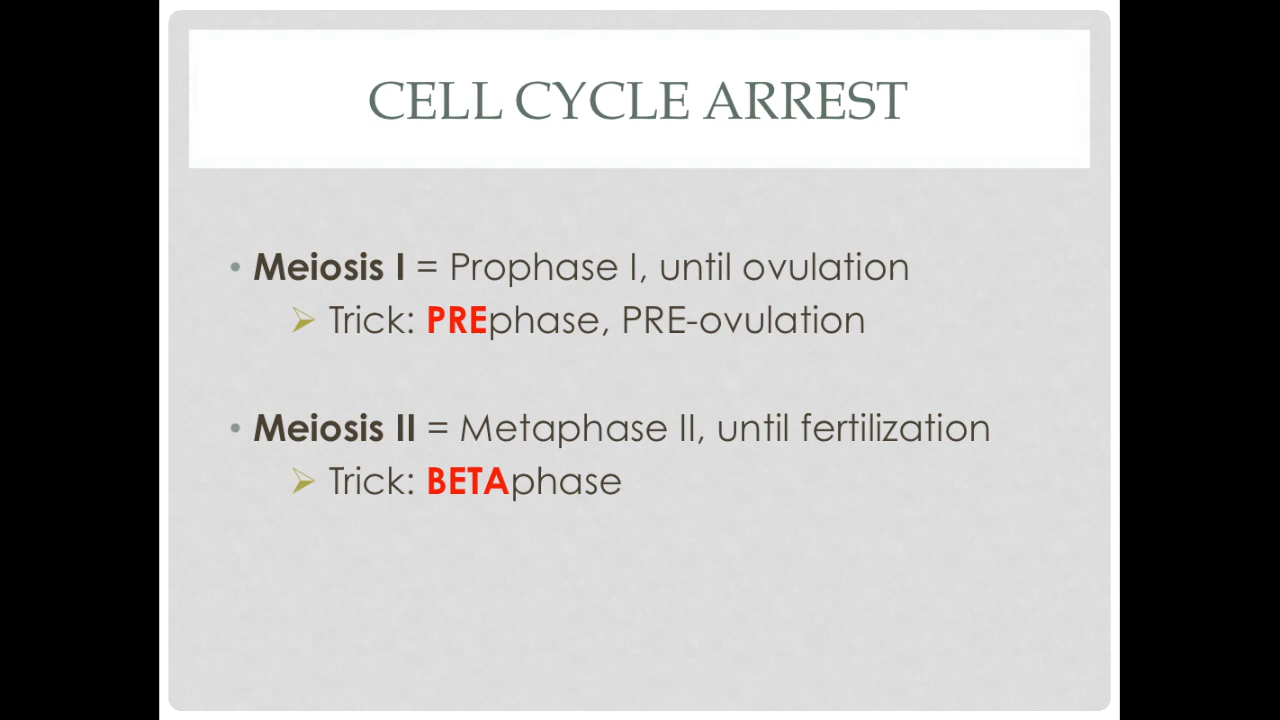 CELL CYCLE ARREST
• Meiosis I = Prophase I, until ovulation
➢ Trick: PREphase, PRE-ovulation
• Meiosis II = Metaphase II, until fertilization
➢ Trick: BETAphase